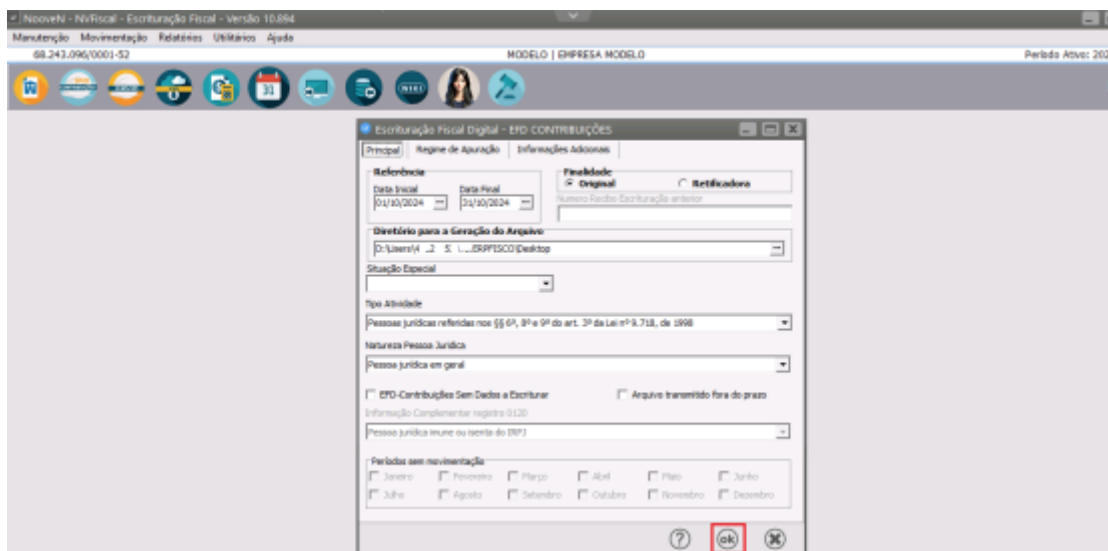 NooveN - NVFiscal - Escrituração Fiscal - Versão 10.894
Manutenção Movimentação Relatórios Utilitários Ajuda
68.243.096/0001-52 MODELO | EMPRESA MODELO Período Ativo: 202
31
Escrituração Fiscal Digital - EFD CONTRIBUIÇÕES
Principal Regime de Apuração Informações Adicionais
Referência Finalidade
Data Inicial Data Final Original Retificadora
01/10/2024 31/10/2024 Numero Recibo Escrituração anterior
Diretório para a Geração do Arquivo
D:\Users\ ERPFISCO\Desktop
Situação Especial
Tipo Atividade
Pessoas jurídicas referidas nos §§ 6º, 8º e 9º do art. 3º da Lei nº 9.718, de 1998
Natureza Pessoa Jurídica
Pessoa jurídica em geral
EFD-Contribuições Sem Dados a Escriturar Arquivo transmitido fora do prazo
Informação Complementar registro 0120
Pessoa jurídica imune ou isenta do IRPJ
Períodos sem movimentação
Janeiro Fevereiro Março Abril Maio Junho
Julho Agosto Setembro Outubro Novembro Dezembro
? ok